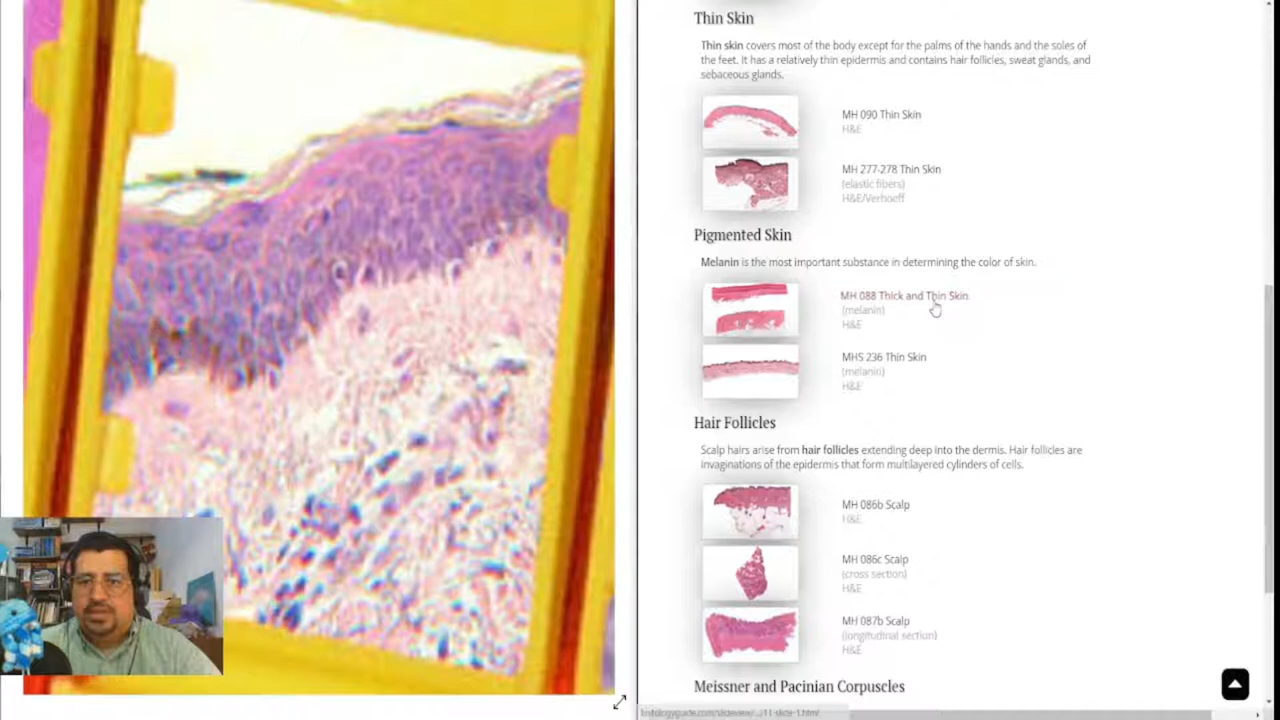 Thin Skin
Thin skin covers most of the body except for the palms of the hands and the soles of
the feet. It has a relatively thin epidermis and contains hair follicles, sweat glands, and
sebaceous glands.
MH 090 Thin Skin
H&E
MH 277-278 Thin Skin
(elastic fibers)
H&E/Verhoeff
Pigmented Skin
Melanin is the most important substance in determining the color of skin.
MH 088 Thick and Thin Skin
(melanin)
H&E
MHS 236 Thin Skin
(melanin)
H&E
Hair Follicles
Scalp hairs arise from hair follicles extending deep into the dermis. Hair follicles are
invaginations of the epidermis that form multilayered cylinders of cells.
MH 086b Scalp
H&E
MH 086c Scalp
(cross section)
H&E
MH 087b Scalp
(longitudinal section)
H&E
Meissner and Pacinian Corpuscles